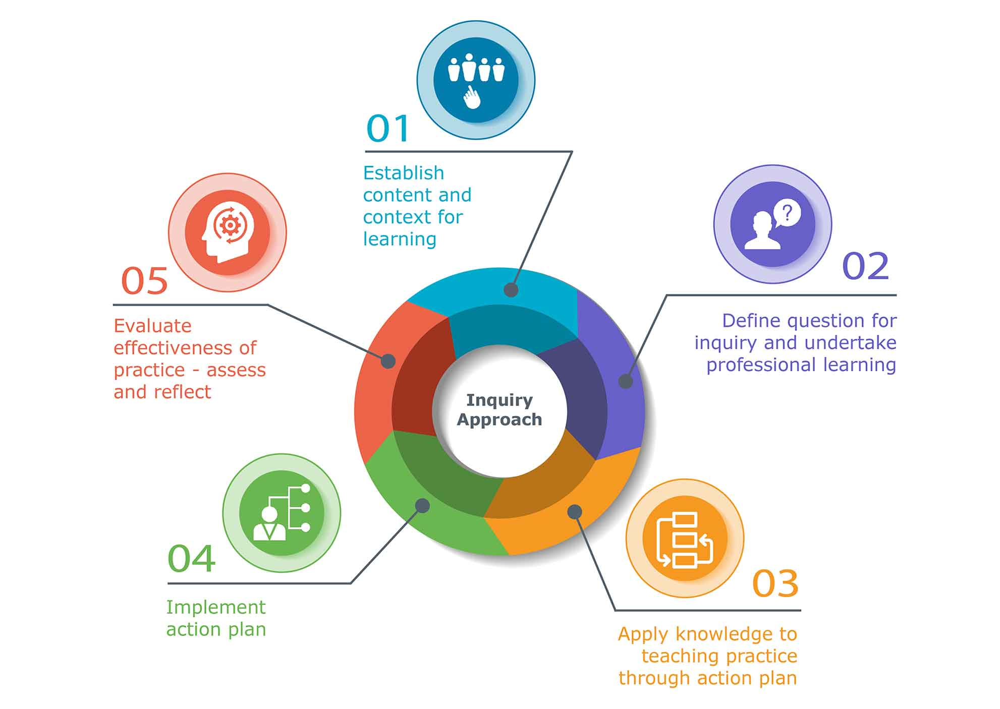 01
Establish
content and
context for
learning
02
Define question for
inquiry and undertake
professional learning
?
03
Apply knowledge to
teaching practice
through action plan
04
Implement
action plan
05
Evaluate
effectiveness of
practice - assess
and reflect
Inquiry
Approach